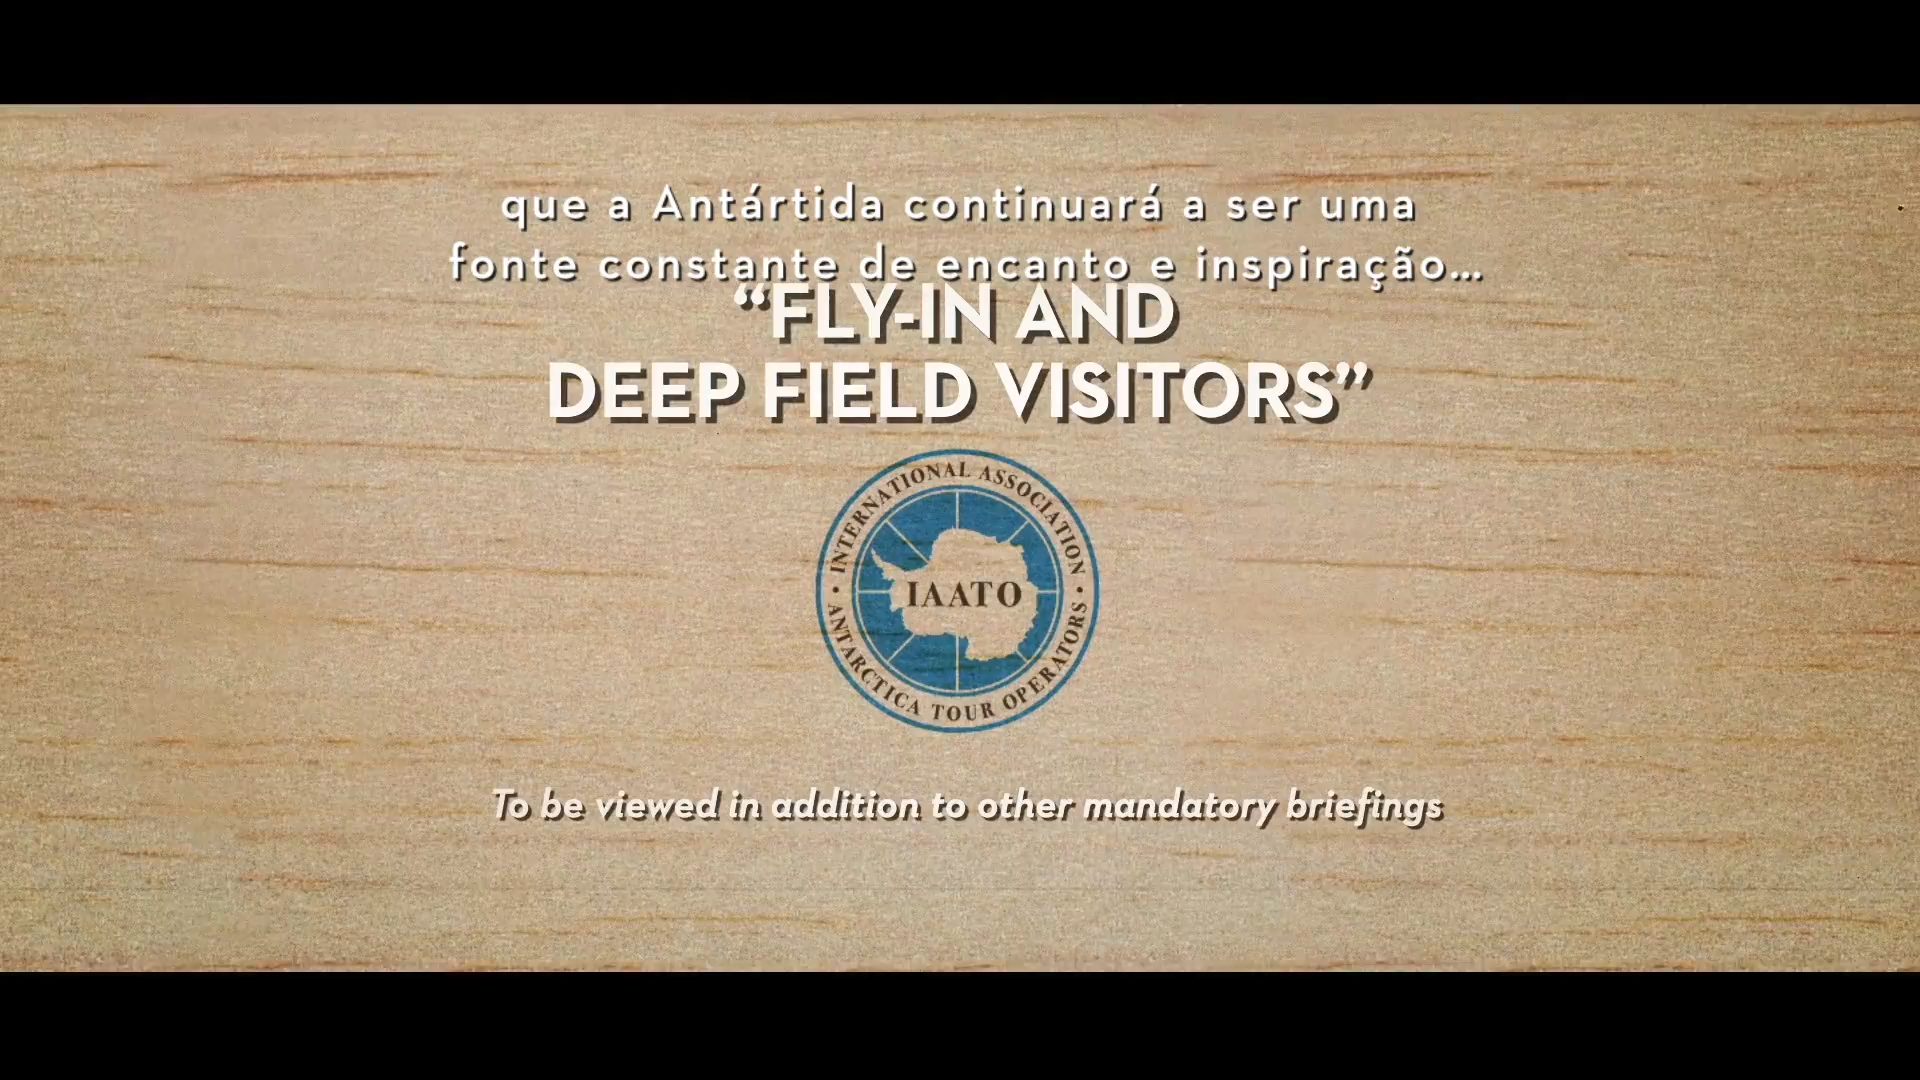 que a Antártida continuará a ser uma
fonte constante de encanto e inspiração...
“FLY-IN AND
DEEP FIELD VISITORS”
INTERNATIONAL ASSOCIATION
IAATO
ANTARCTICA TOUR OPERATORS
To be viewed in addition to other mandatory briefings